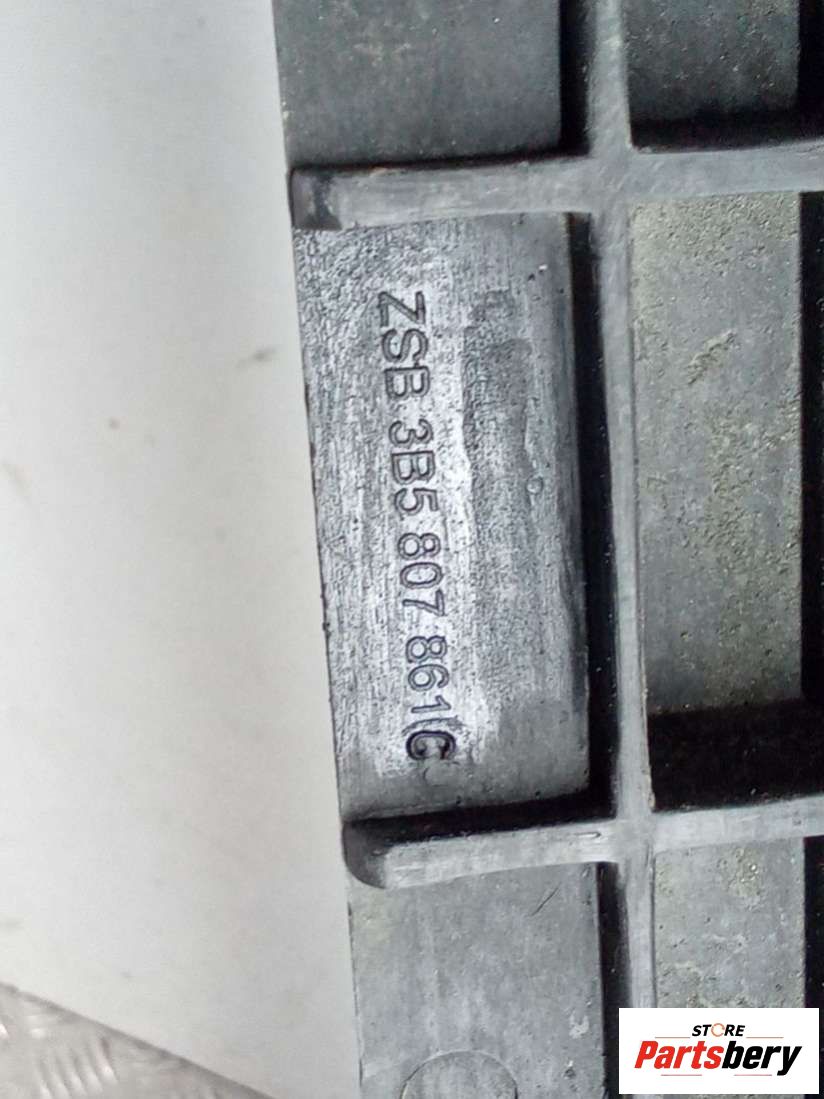 ZSB 3B5 807 861 C
STORE
Partsbery